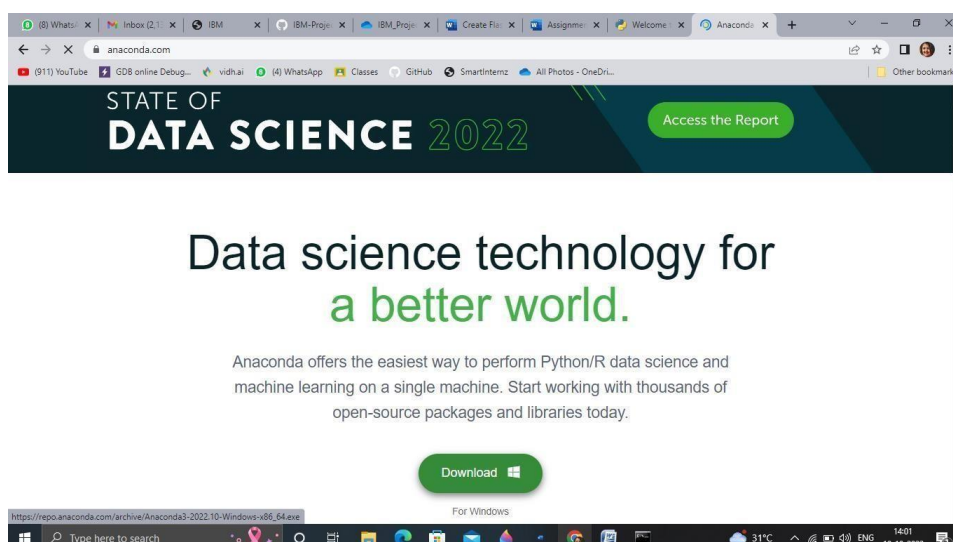 (8) Whats
Inbox (2,1
IBM
IBM-Proje
IBM_Proje
Create Fla
Assignme
Welcome
Anaconda
anaconda.com
(911) YouTube
GDB online Debug...
vidh.ai
(4) WhatsApp
Classes
GitHub
SmartInternz
All Photos - OneDri...
Other bookmark
STATE OF
DATA SCIENCE 2022
Access the Report
Data science technology for
a better world.
Anaconda offers the easiest way to perform Python/R data science and
machine learning on a single machine. Start working with thousands of
open-source packages and libraries today.
Download
For Windows
https://repo.anaconda.com/archive/Anaconda3-2022.10-Windows-x86_64.exe
Type here to search
31°C
ENG
14:01